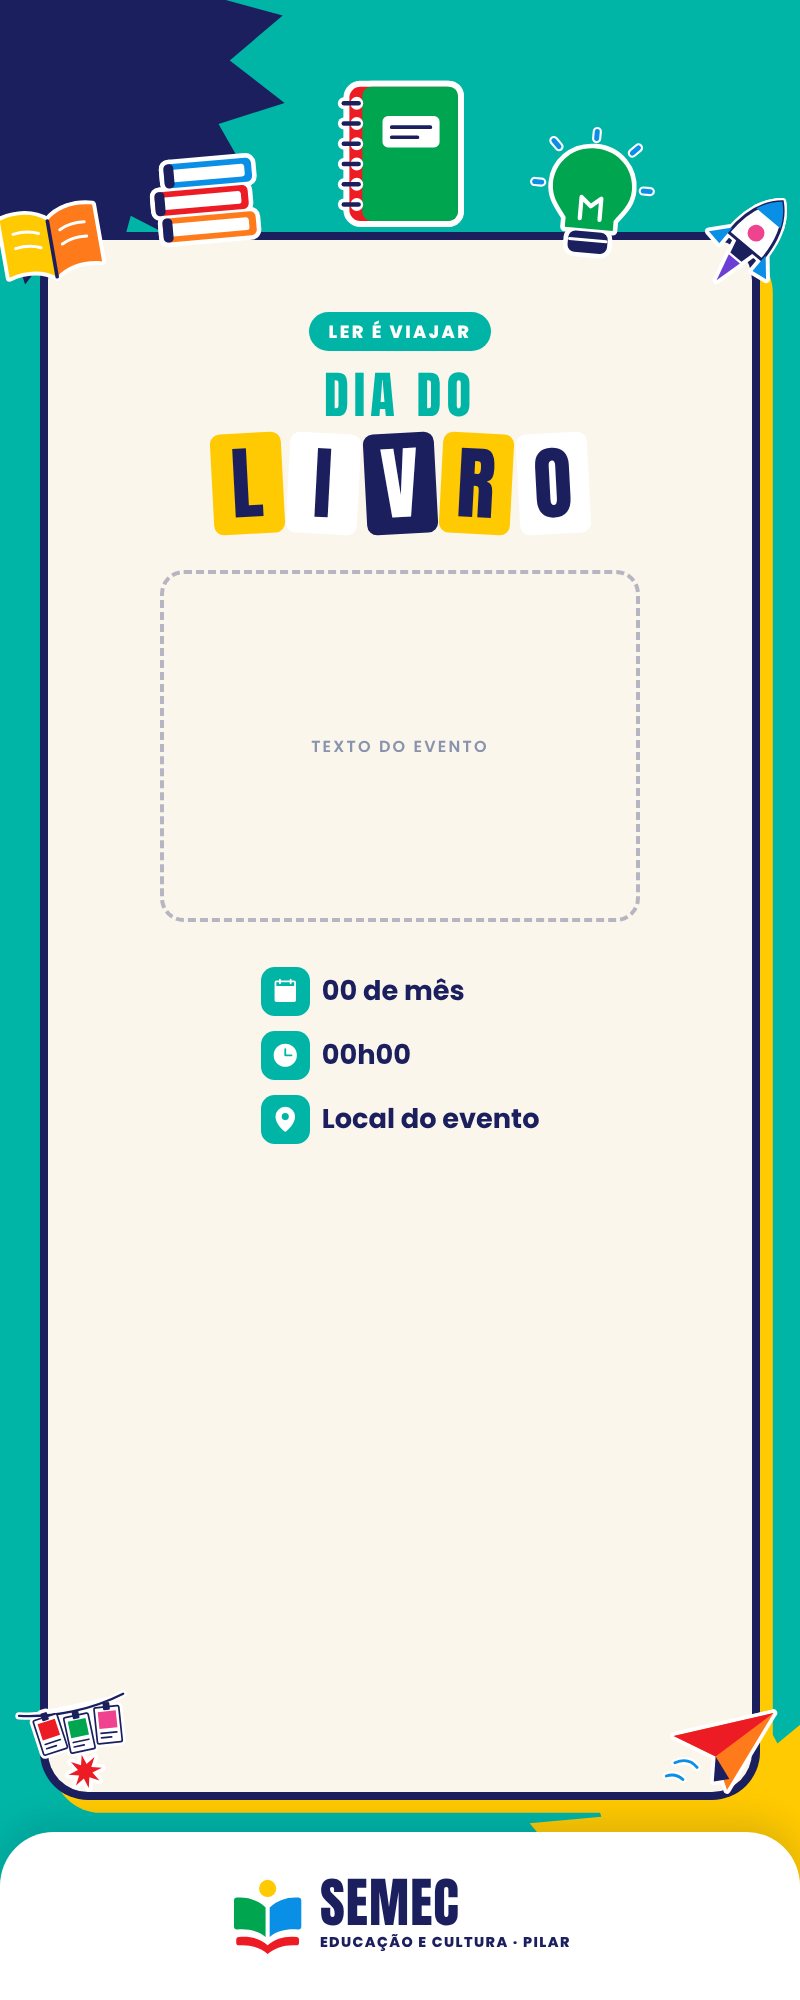 LER É VIAJAR
DIA DO
LIVRO
TEXTO DO EVENTO
00 de mês
00h00
Local do evento
SEMEC
EDUCAÇÃO E CULTURA · PILAR